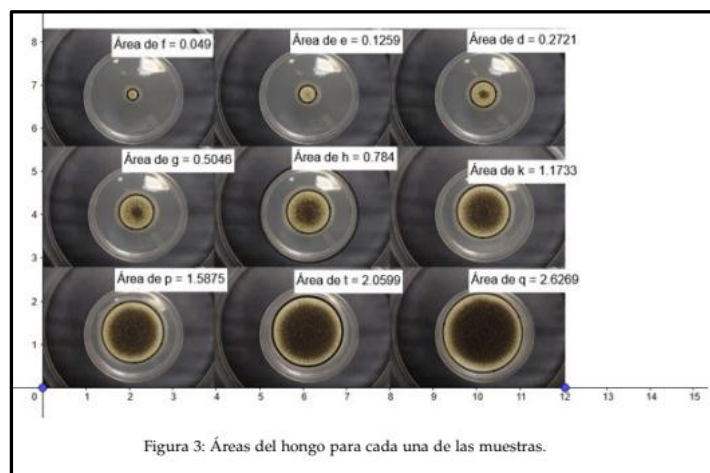 8
Área de f = 0.049
Área de e = 0.1259
Área de d = 0.2721
7
6
5
Área de g = 0.5046
Área de h = 0.784
Área de k = 1.1733
4
3
Área de p = 1.5875
Área de t = 2.0599
Área de q = 2.6269
2
1
0 1 2 3 4 5 6 7 8 9 10 11 12 13 14 15
Figura 3: Áreas del hongo para cada una de las muestras.